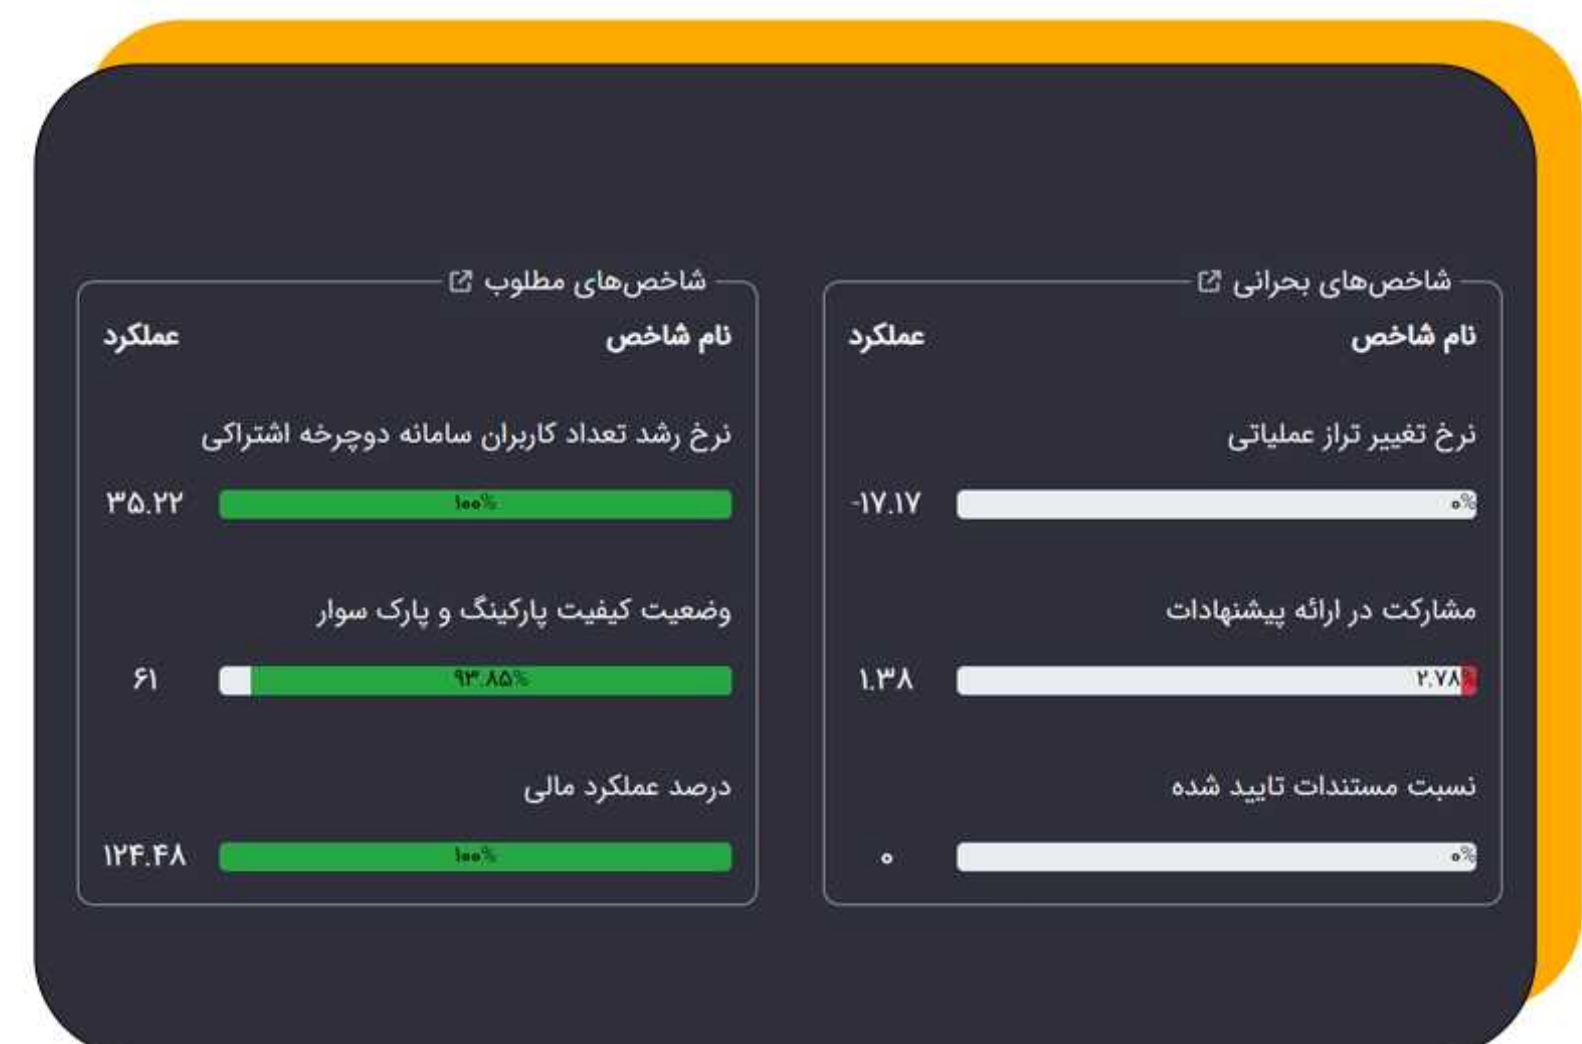 شاخص‌های بحرانی
نام شاخص عملکرد
نرخ تغییر تراز عملیاتی
۰% -۱۷.۱۷
مشارکت در ارائه پیشنهادات
۲.۷۸% ۱.۳۸
نسبت مستندات تایید شده
۰% ۰
شاخص‌های مطلوب
نام شاخص عملکرد
نرخ رشد تعداد کاربران سامانه دوچرخه اشتراکی
۱۰۰% ۳۵.۲۲
وضعیت کیفیت پارکینگ و پارک سوار
۹۳.۸۵% ۶۱
درصد عملکرد مالی
۱۰۰% ۱۲۴.۴۸